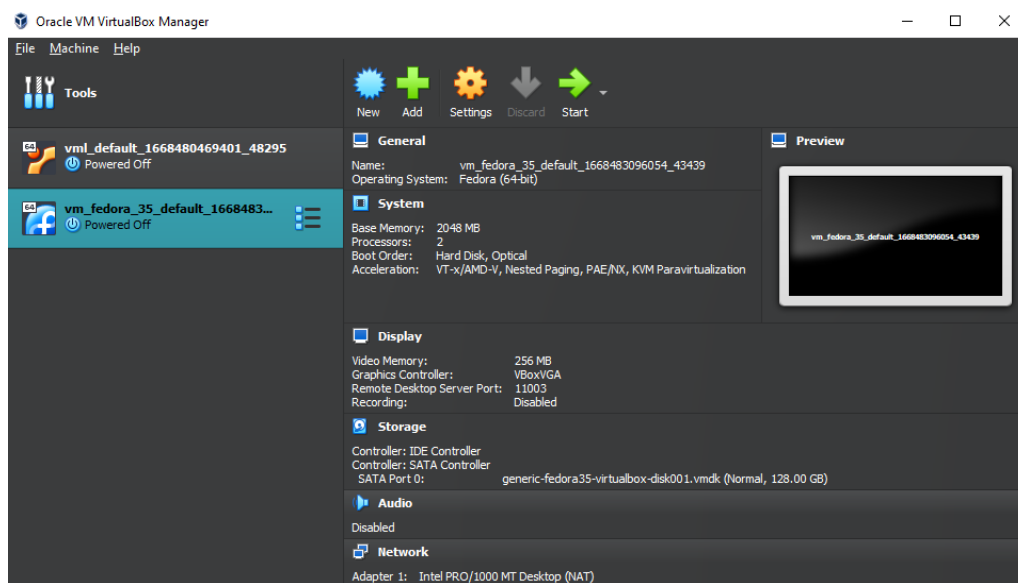 Oracle VM VirtualBox Manager
File Machine Help
Tools
New Add Settings Discard Start
64
vml_default_1668480469401_48295
Powered Off
64
vm_fedora_35_default_1668483...
Powered Off
General
Name: vm_fedora_35_default_1668483096054_43439
Operating System: Fedora (64-bit)
System
Base Memory: 2048 MB
Processors: 2
Boot Order: Hard Disk, Optical
Acceleration: VT-x/AMD-V, Nested Paging, PAE/NX, KVM Paravirtualization
Preview
vm_fedora_35_default_1668483096054_43439
Display
Video Memory: 256 MB
Graphics Controller: VBoxVGA
Remote Desktop Server Port: 11003
Recording: Disabled
Storage
Controller: IDE Controller
Controller: SATA Controller
SATA Port 0: generic-fedora35-virtualbox-disk001.vmdk (Normal, 128.00 GB)
Audio
Disabled
Network
Adapter 1: Intel PRO/1000 MT Desktop (NAT)